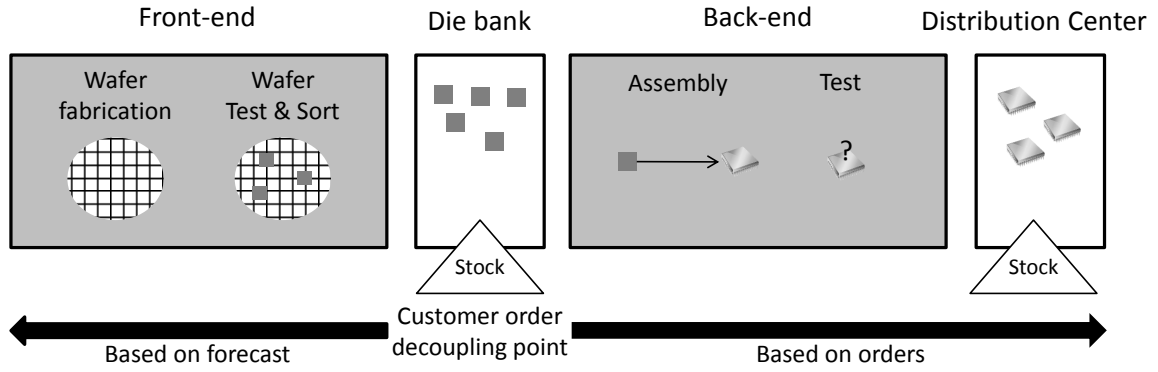 Front-end
Die bank
Back-end
Distribution Center
Wafer
fabrication
Wafer
Test & Sort
Assembly
Test
?
Stock
Stock
Customer order
decoupling point
Based on forecast
Based on orders